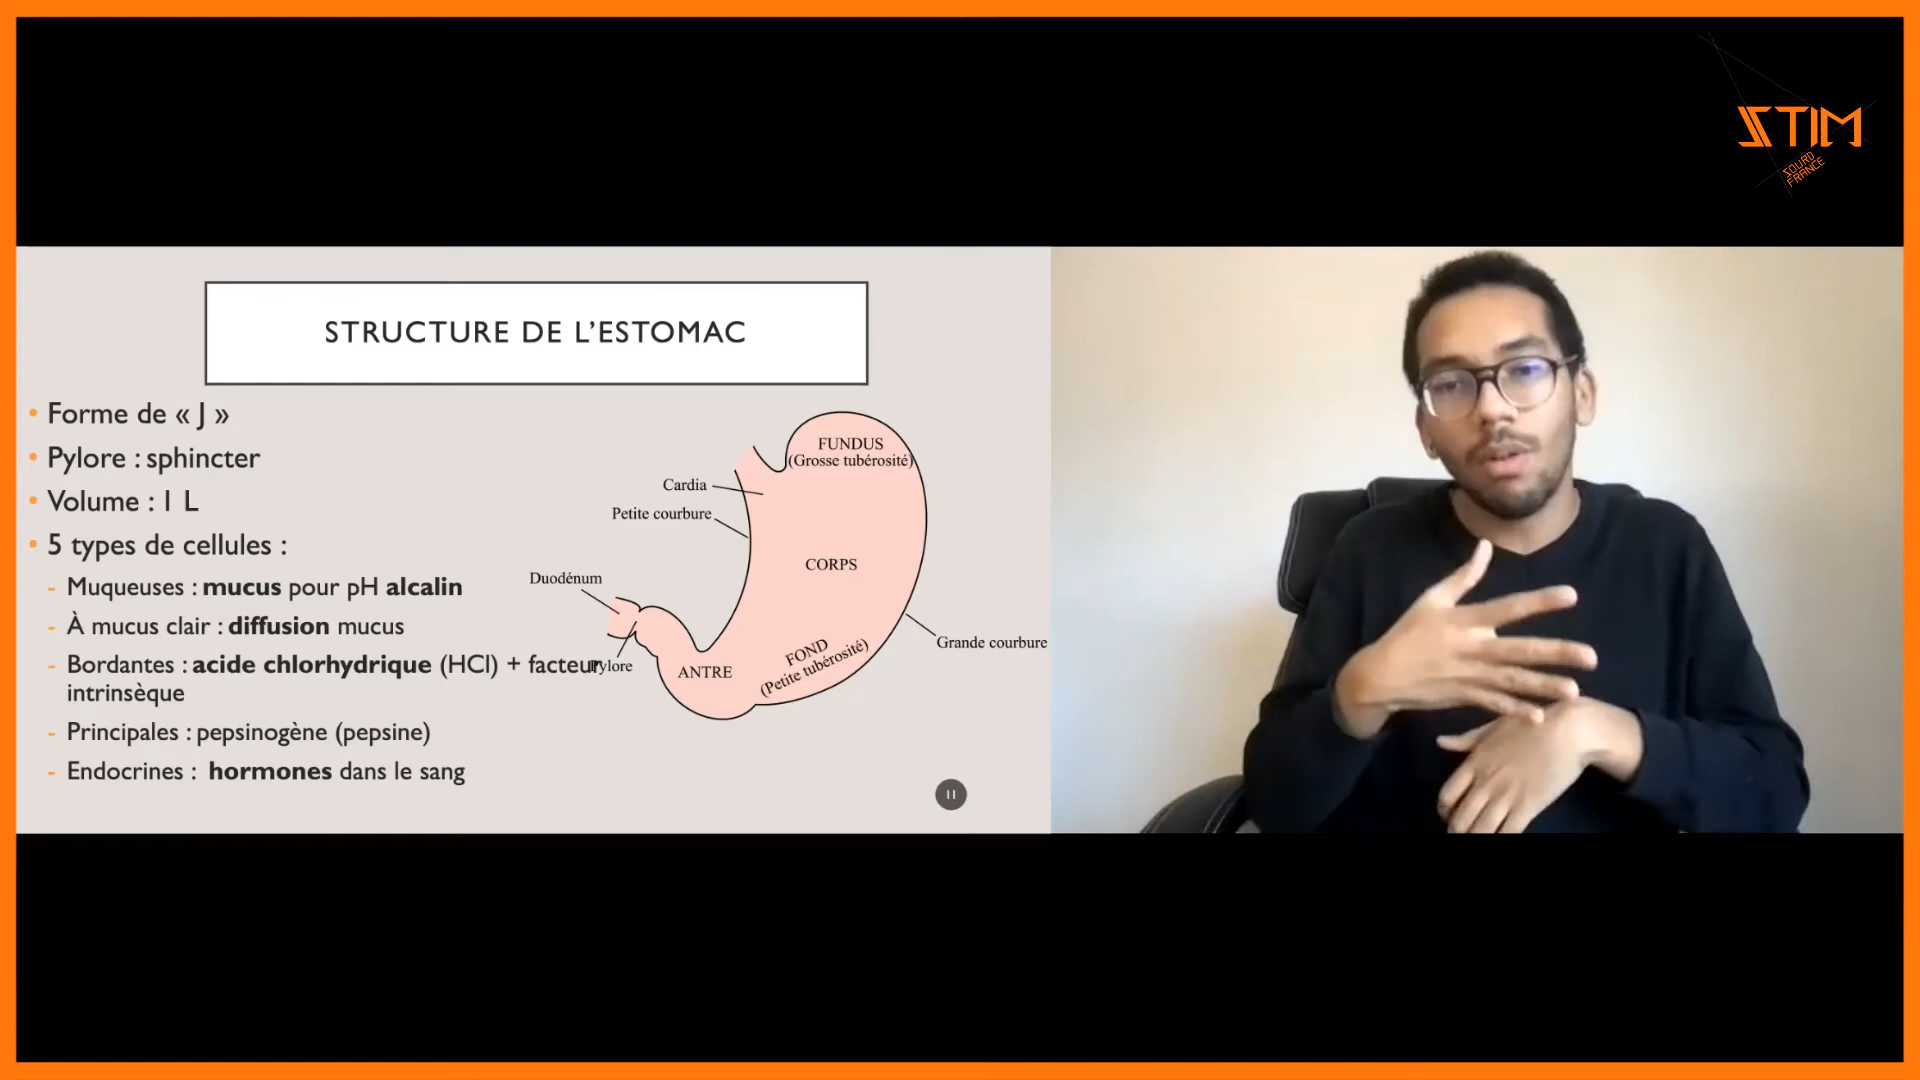 STIM
SOURD
FRANCE
STRUCTURE DE L’ESTOMAC
• Forme de « J »
• Pylore : sphincter
• Volume : 1 L
• 5 types de cellules :
- Muqueuses : mucus pour pH alcalin
- À mucus clair : diffusion mucus
- Bordantes : acide chlorhydrique (HCl) + facteur
intrinsèque
- Principales : pepsinogène (pepsine)
- Endocrines : hormones dans le sang
FUNDUS
(Grosse tubérosité)
Cardia
Petite courbure
CORPS
Duodénum
Grande courbure
FOND
(Petite tubérosité)
Pylore
ANTRE
11